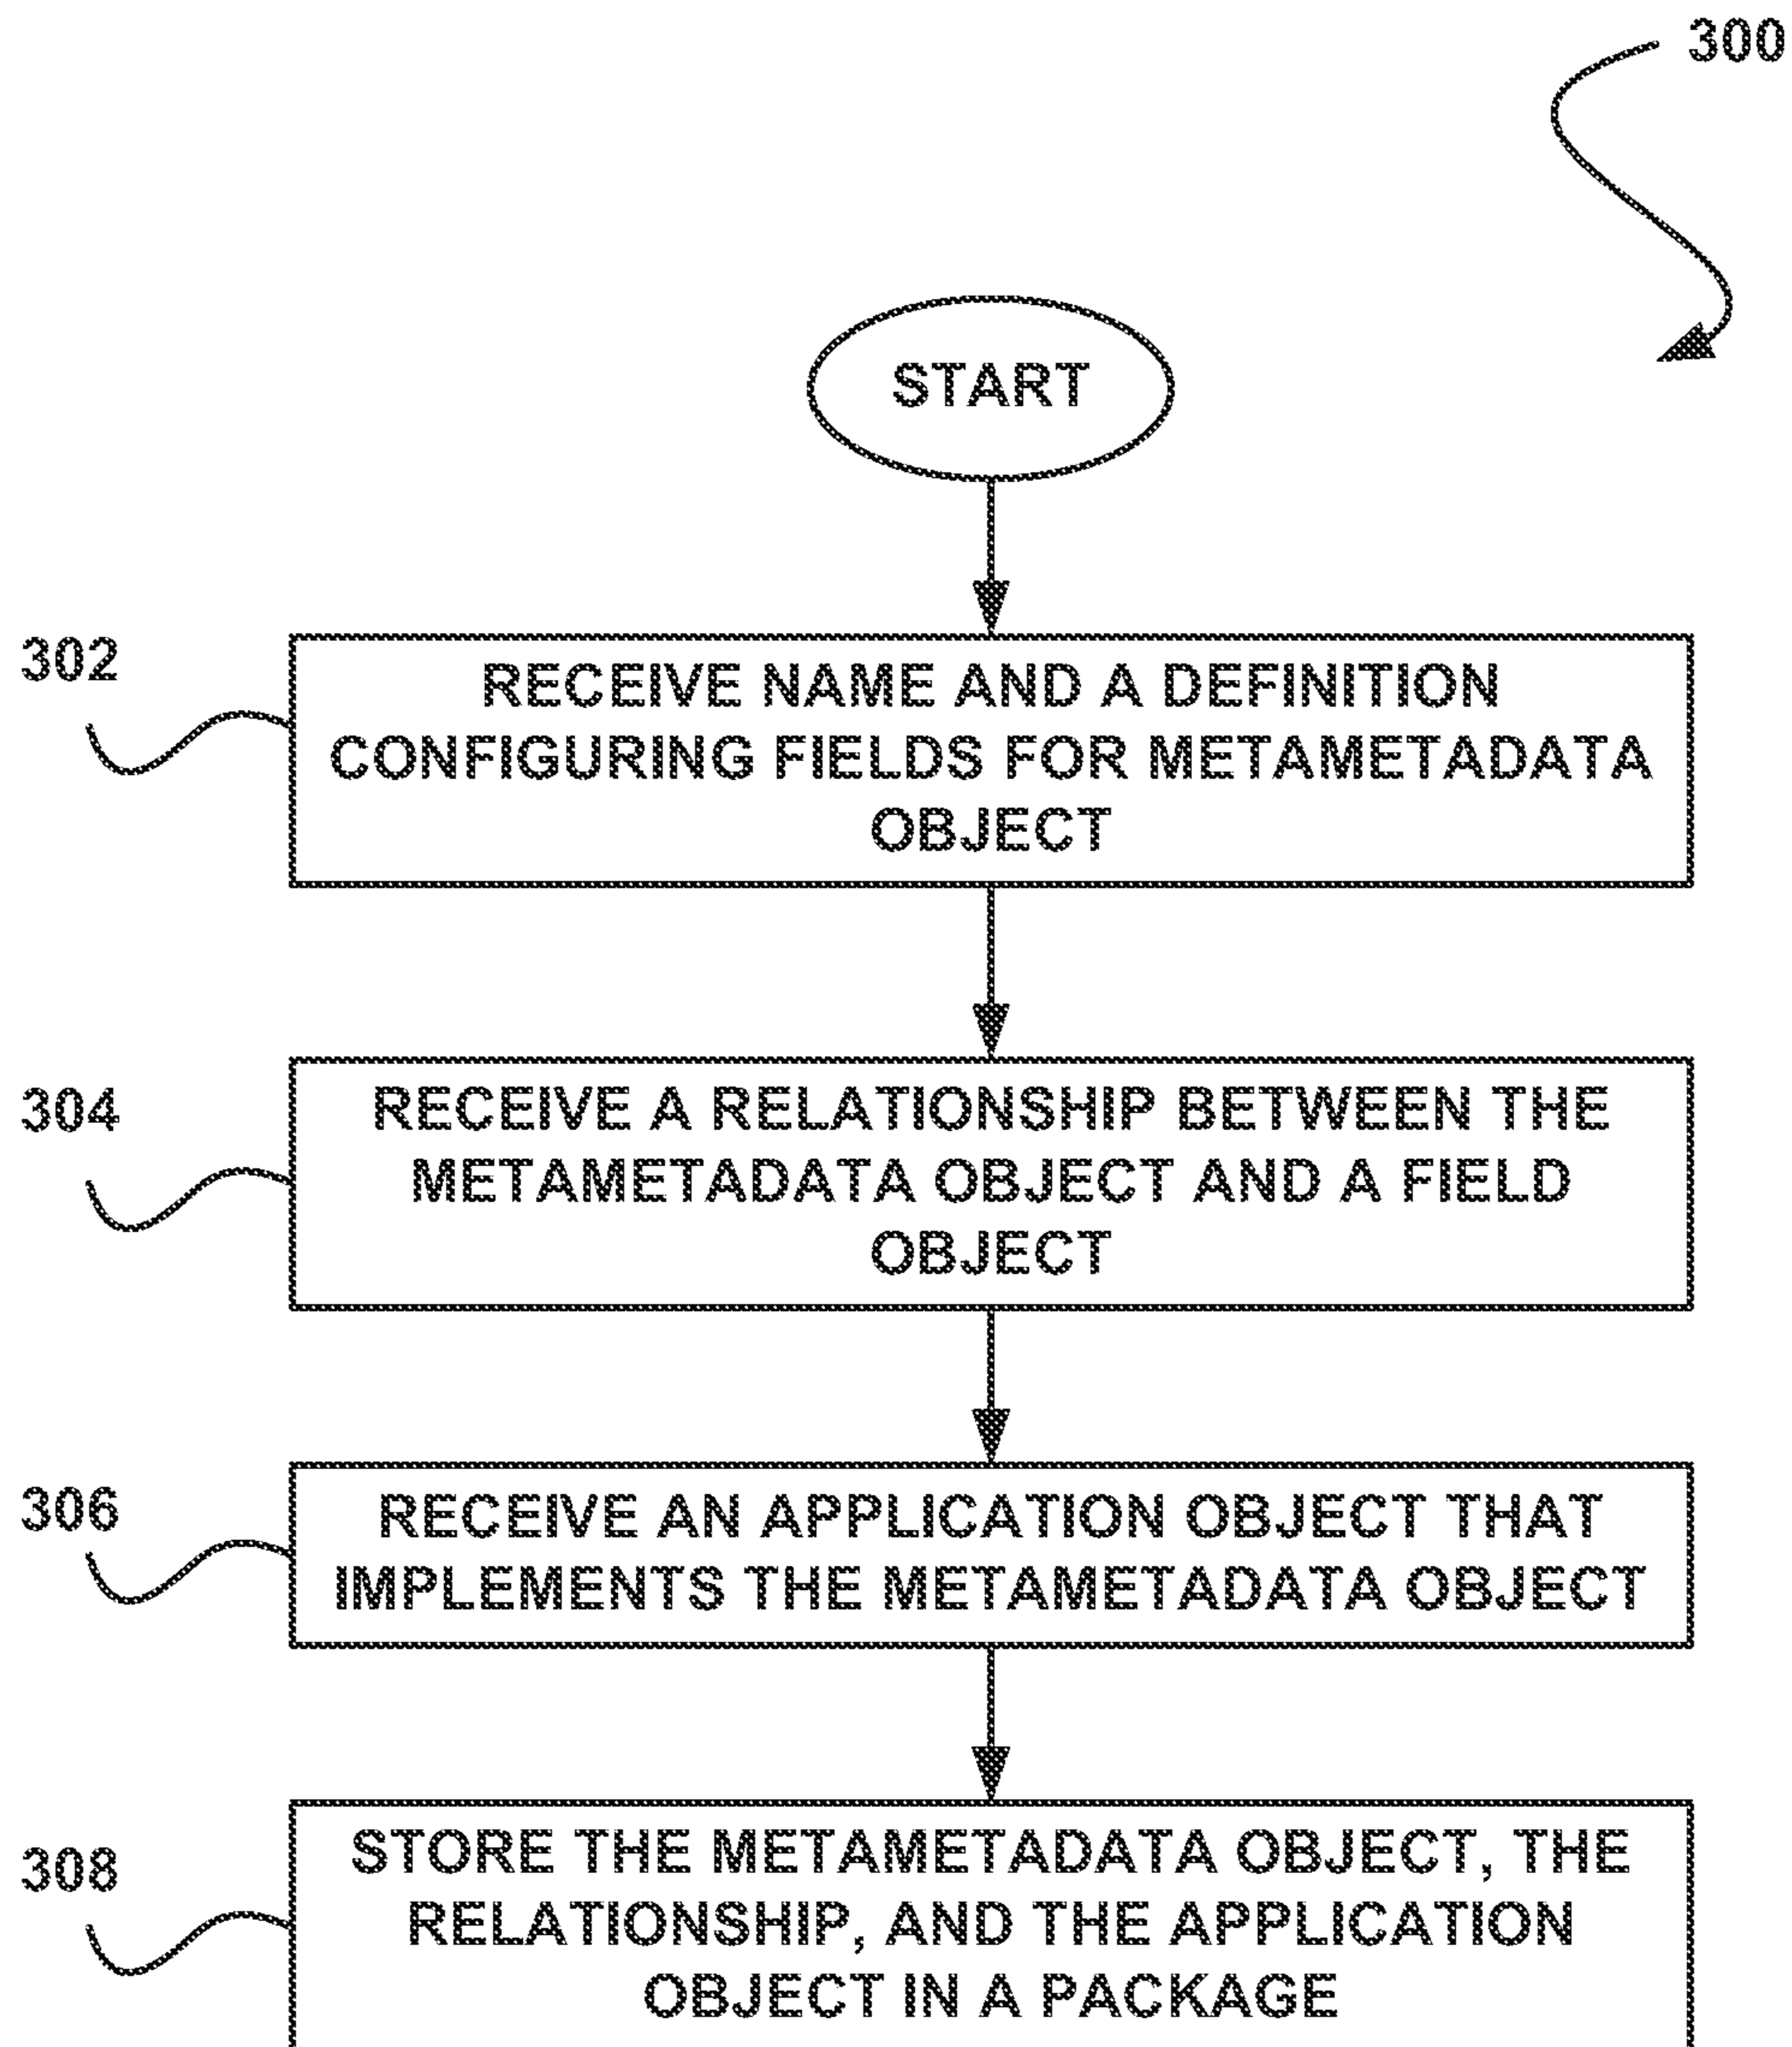 300
START
302
RECEIVE NAME AND A DEFINITION
CONFIGURING FIELDS FOR METAMETADATA
OBJECT
304
RECEIVE A RELATIONSHIP BETWEEN THE
METAMETADATA OBJECT AND A FIELD
OBJECT
306
RECEIVE AN APPLICATION OBJECT THAT
IMPLEMENTS THE METAMETADATA OBJECT
308
STORE THE METAMETADATA OBJECT, THE
RELATIONSHIP, AND THE APPLICATION
OBJECT IN A PACKAGE